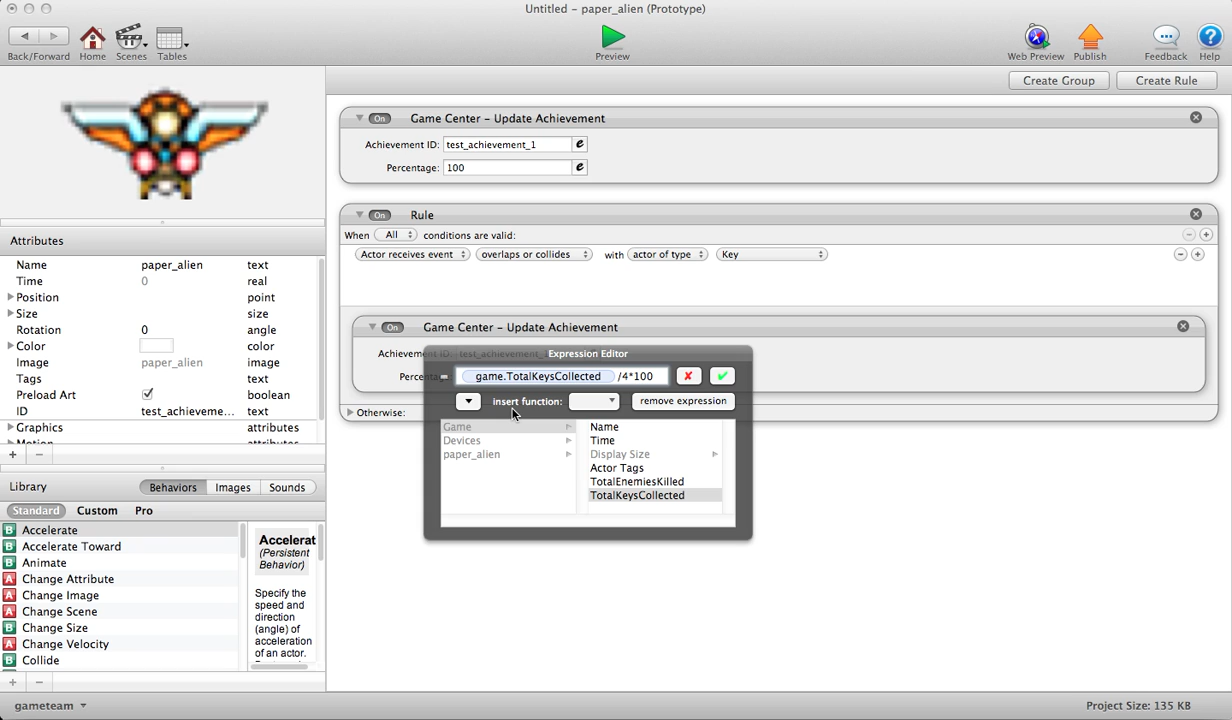 Untitled – paper_alien (Prototype)
Back/Forward Home Scenes Tables Preview Web Preview Publish Feedback Help
Create Group Create Rule
On Game Center – Update Achievement
Achievement ID: test_achievement_1 e
Percentage: 100 e
On Rule
When All conditions are valid:
Actor receives event overlaps or collides with actor of type Key
On Game Center – Update Achievement
Achievement ID: test_achievement_
Expression Editor
game.TotalKeysCollected /4*100
insert function: remove expression
Game
Devices
paper_alien
Name
Time
Display Size
Actor Tags
TotalEnemiesKilled
TotalKeysCollected
Otherwise:
Attributes
Name paper_alien text
Time 0 real
Position point
Size size
Rotation 0 angle
Color color
Image paper_alien image
Tags text
Preload Art boolean
ID test_achieveme... text
Graphics attributes
Motion attributes
Library Behaviors Images Sounds
Standard Custom Pro
B Accelerate
B Accelerate Toward
B Animate
A Change Attribute
A Change Image
A Change Scene
B Change Size
A Change Velocity
B Collide
Accelerat
(Persistent
Behavior)
Specify the
speed and
direction
(angle) of
acceleration
of an actor.
gameteam
Project Size: 135 KB